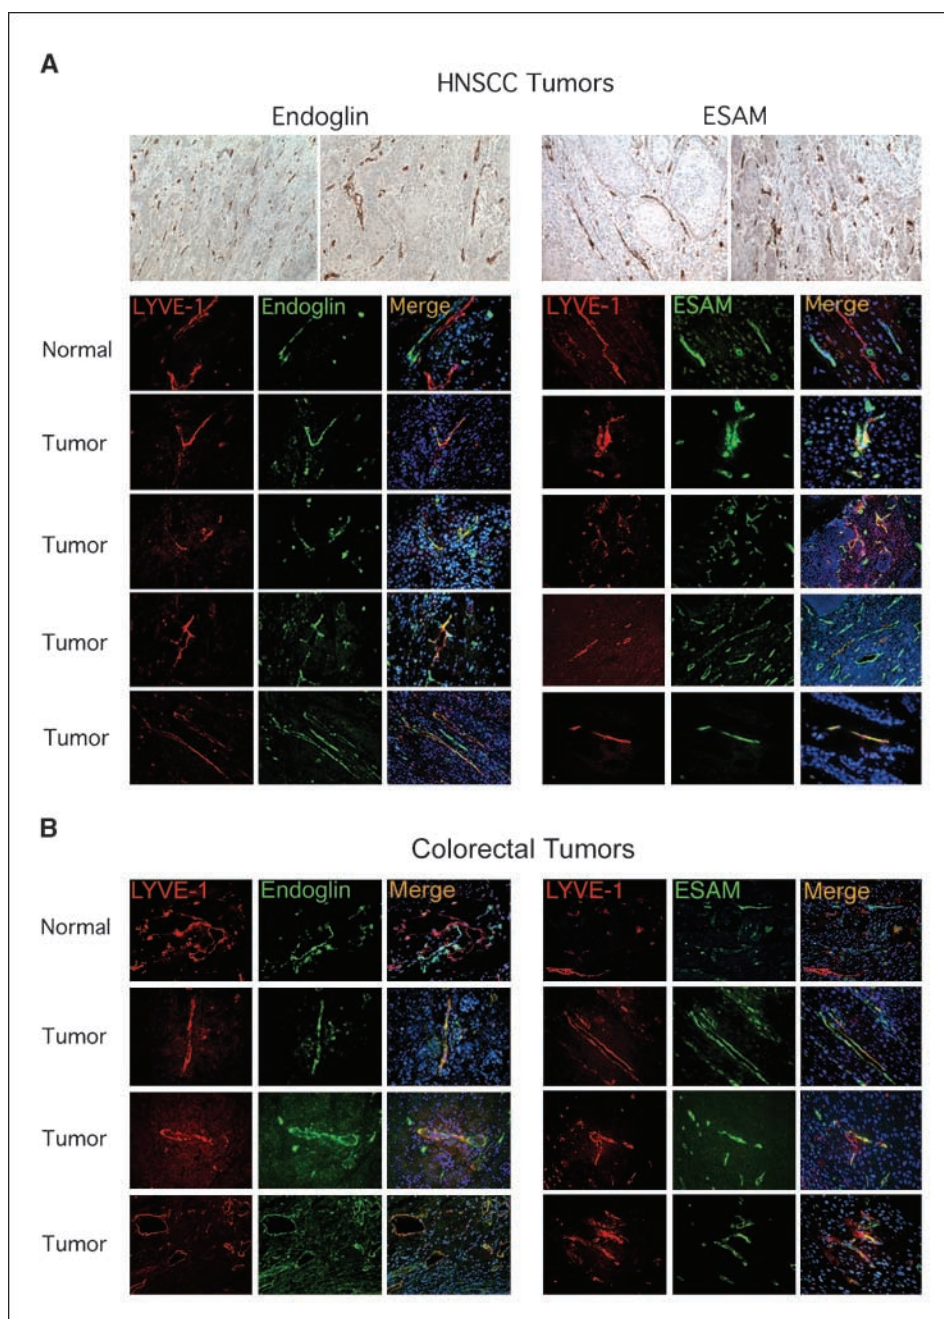 A
HNSCC Tumors
Endoglin
ESAM
LYVE-1 Endoglin Merge
LYVE-1 ESAM Merge
Normal
Tumor
Tumor
Tumor
Tumor
B
Colorectal Tumors
LYVE-1 Endoglin Merge
LYVE-1 ESAM Merge
Normal
Tumor
Tumor
Tumor